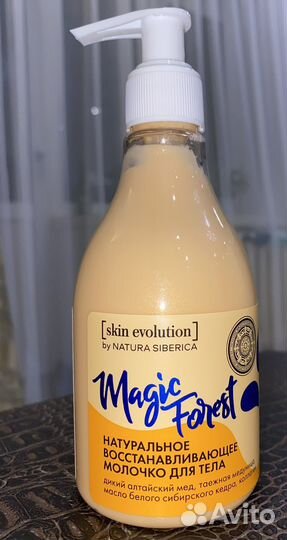 [skin evolution]
by NATURA SIBERICA
Magic
Forest
НАТУРАЛЬНОЕ
ВОССТАНАВЛИВАЮЩЕЕ
МОЛОЧКО ДЛЯ ТЕЛА
дикий алтайский мед, таежная медуница,
масло белого сибирского кедра,
Avito